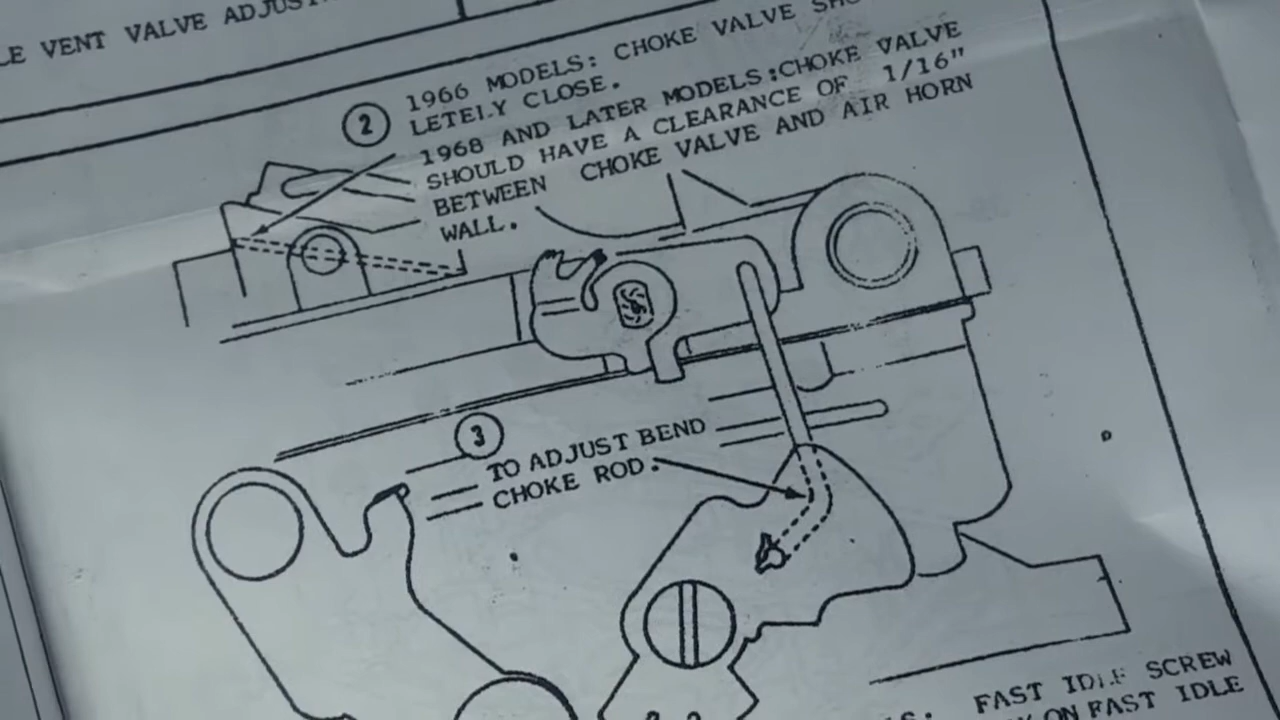 VENT VALVE
2
1966 MODELS: CHOKE VALVE
LETELY CLOSE.
1968 AND LATER MODELS:CHOKE VALVE
SHOULD HAVE A CLEARANCE OF 1/16"
BETWEEN CHOKE VALVE AND AIR HORN
WALL.
3
TO ADJUST BEND
CHOKE ROD.
FAST IDLE SCREW
ON FAST IDLE